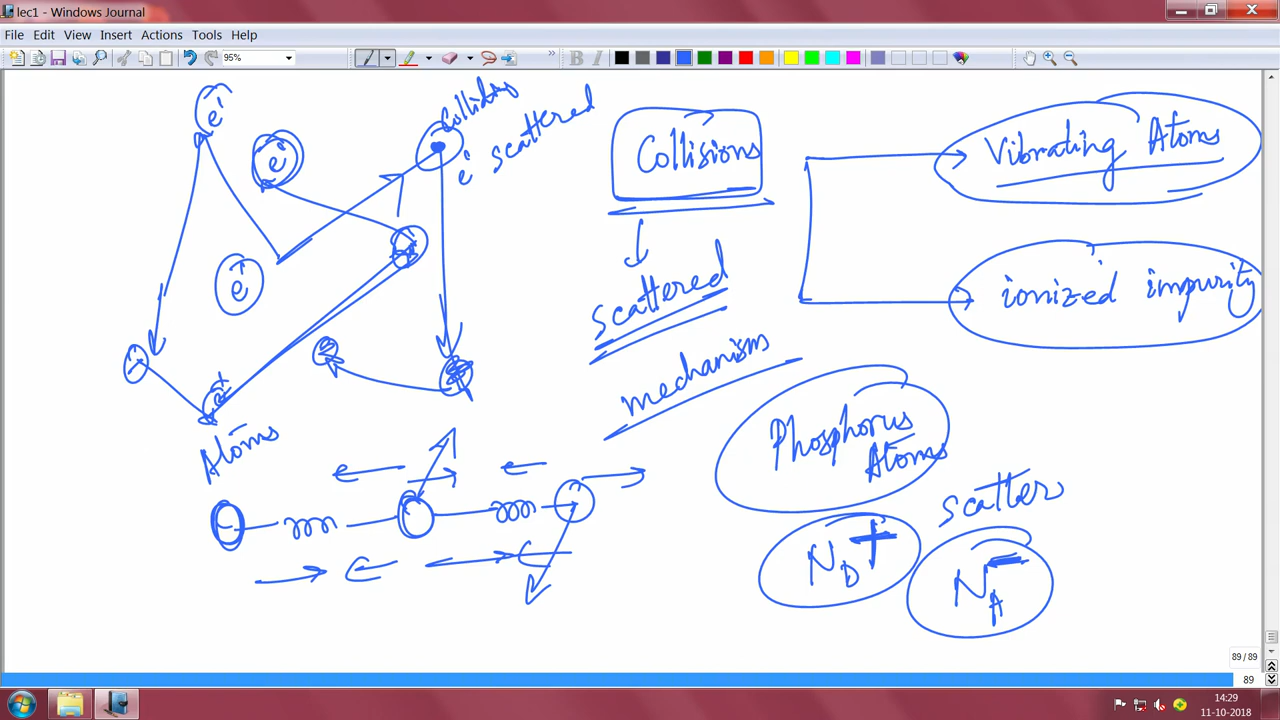 lec1 - Windows Journal
File Edit View Insert Actions Tools Help
95%
B I
Collides
e scattered
e
e
e
Atoms
Collisions
scattered
mechanism
Vibrating Atoms
ionized impurity
Phosphorus
Atoms
scatter
N_D^+
N_A^-
89 / 89
89
14:29
11-10-2018